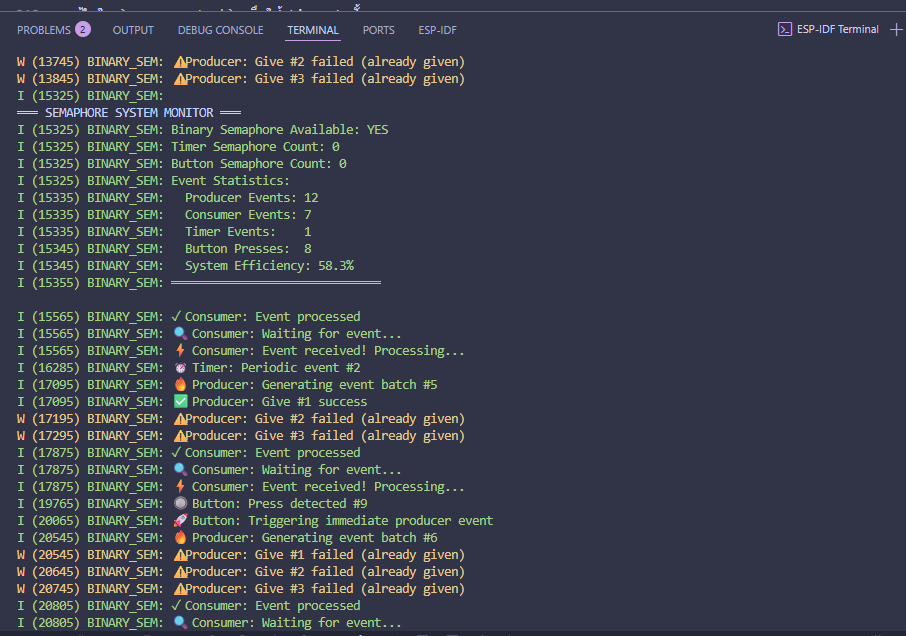 PROBLEMS 2 OUTPUT DEBUG CONSOLE TERMINAL PORTS ESP-IDF ESP-IDF Terminal
W (13745) BINARY_SEM: ⚠Producer: Give #2 failed (already given)
W (13845) BINARY_SEM: ⚠Producer: Give #3 failed (already given)
I (15325) BINARY_SEM:
═══ SEMAPHORE SYSTEM MONITOR ═══
I (15325) BINARY_SEM: Binary Semaphore Available: YES
I (15325) BINARY_SEM: Timer Semaphore Count: 0
I (15325) BINARY_SEM: Button Semaphore Count: 0
I (15325) BINARY_SEM: Event Statistics:
I (15335) BINARY_SEM:   Producer Events: 12
I (15335) BINARY_SEM:   Consumer Events: 7
I (15335) BINARY_SEM:   Timer Events:    1
I (15345) BINARY_SEM:   Button Presses:  8
I (15345) BINARY_SEM:   System Efficiency: 58.3%
I (15355) BINARY_SEM: ══════════════════════════════
I (15565) BINARY_SEM: ✓ Consumer: Event processed
I (15565) BINARY_SEM: 🔍 Consumer: Waiting for event...
I (15565) BINARY_SEM: ⚡ Consumer: Event received! Processing...
I (16285) BINARY_SEM: ⏰ Timer: Periodic event #2
I (17095) BINARY_SEM: 🔥 Producer: Generating event batch #5
I (17095) BINARY_SEM: ✅ Producer: Give #1 success
W (17195) BINARY_SEM: ⚠Producer: Give #2 failed (already given)
W (17295) BINARY_SEM: ⚠Producer: Give #3 failed (already given)
I (17875) BINARY_SEM: ✓ Consumer: Event processed
I (17875) BINARY_SEM: 🔍 Consumer: Waiting for event...
I (17875) BINARY_SEM: ⚡ Consumer: Event received! Processing...
I (19765) BINARY_SEM: 🔘 Button: Press detected #9
I (20065) BINARY_SEM: 🚀 Button: Triggering immediate producer event
I (20545) BINARY_SEM: 🔥 Producer: Generating event batch #6
W (20545) BINARY_SEM: ⚠Producer: Give #1 failed (already given)
W (20645) BINARY_SEM: ⚠Producer: Give #2 failed (already given)
W (20745) BINARY_SEM: ⚠Producer: Give #3 failed (already given)
I (20805) BINARY_SEM: ✓ Consumer: Event processed
I (20805) BINARY_SEM: 🔍 Consumer: Waiting for event...